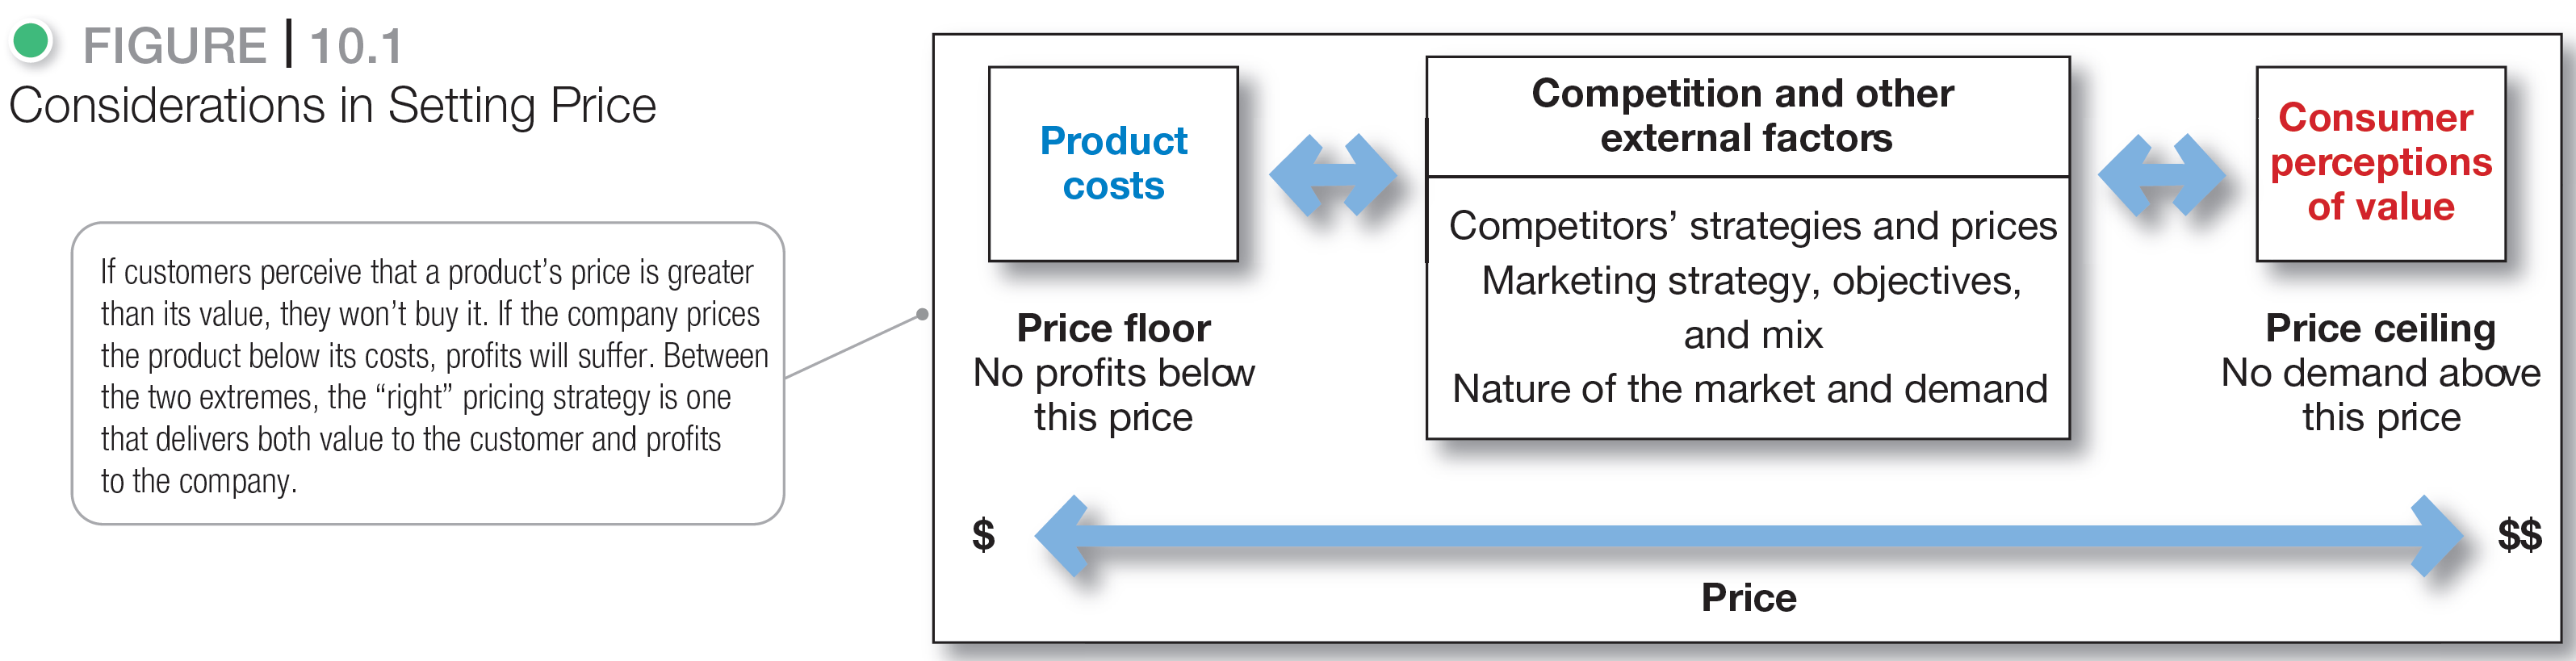 FIGURE | 10.1
Considerations in Setting Price
If customers perceive that a product’s price is greater
than its value, they won’t buy it. If the company prices
the product below its costs, profits will suffer. Between
the two extremes, the “right” pricing strategy is one
that delivers both value to the customer and profits
to the company.
Product
costs
Price floor
No profits below
this price
Competition and other
external factors
Competitors’ strategies and prices
Marketing strategy, objectives,
and mix
Nature of the market and demand
Consumer
perceptions
of value
Price ceiling
No demand above
this price
$
$$
Price